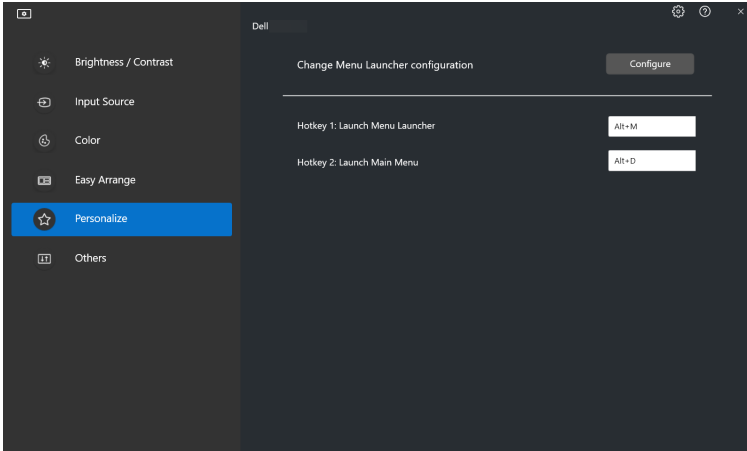 Dell
Brightness / Contrast
Input Source
Color
Easy Arrange
Personalize
Others
Change Menu Launcher configuration
Configure
Hotkey 1: Launch Menu Launcher
Alt+M
Hotkey 2: Launch Main Menu
Alt+D